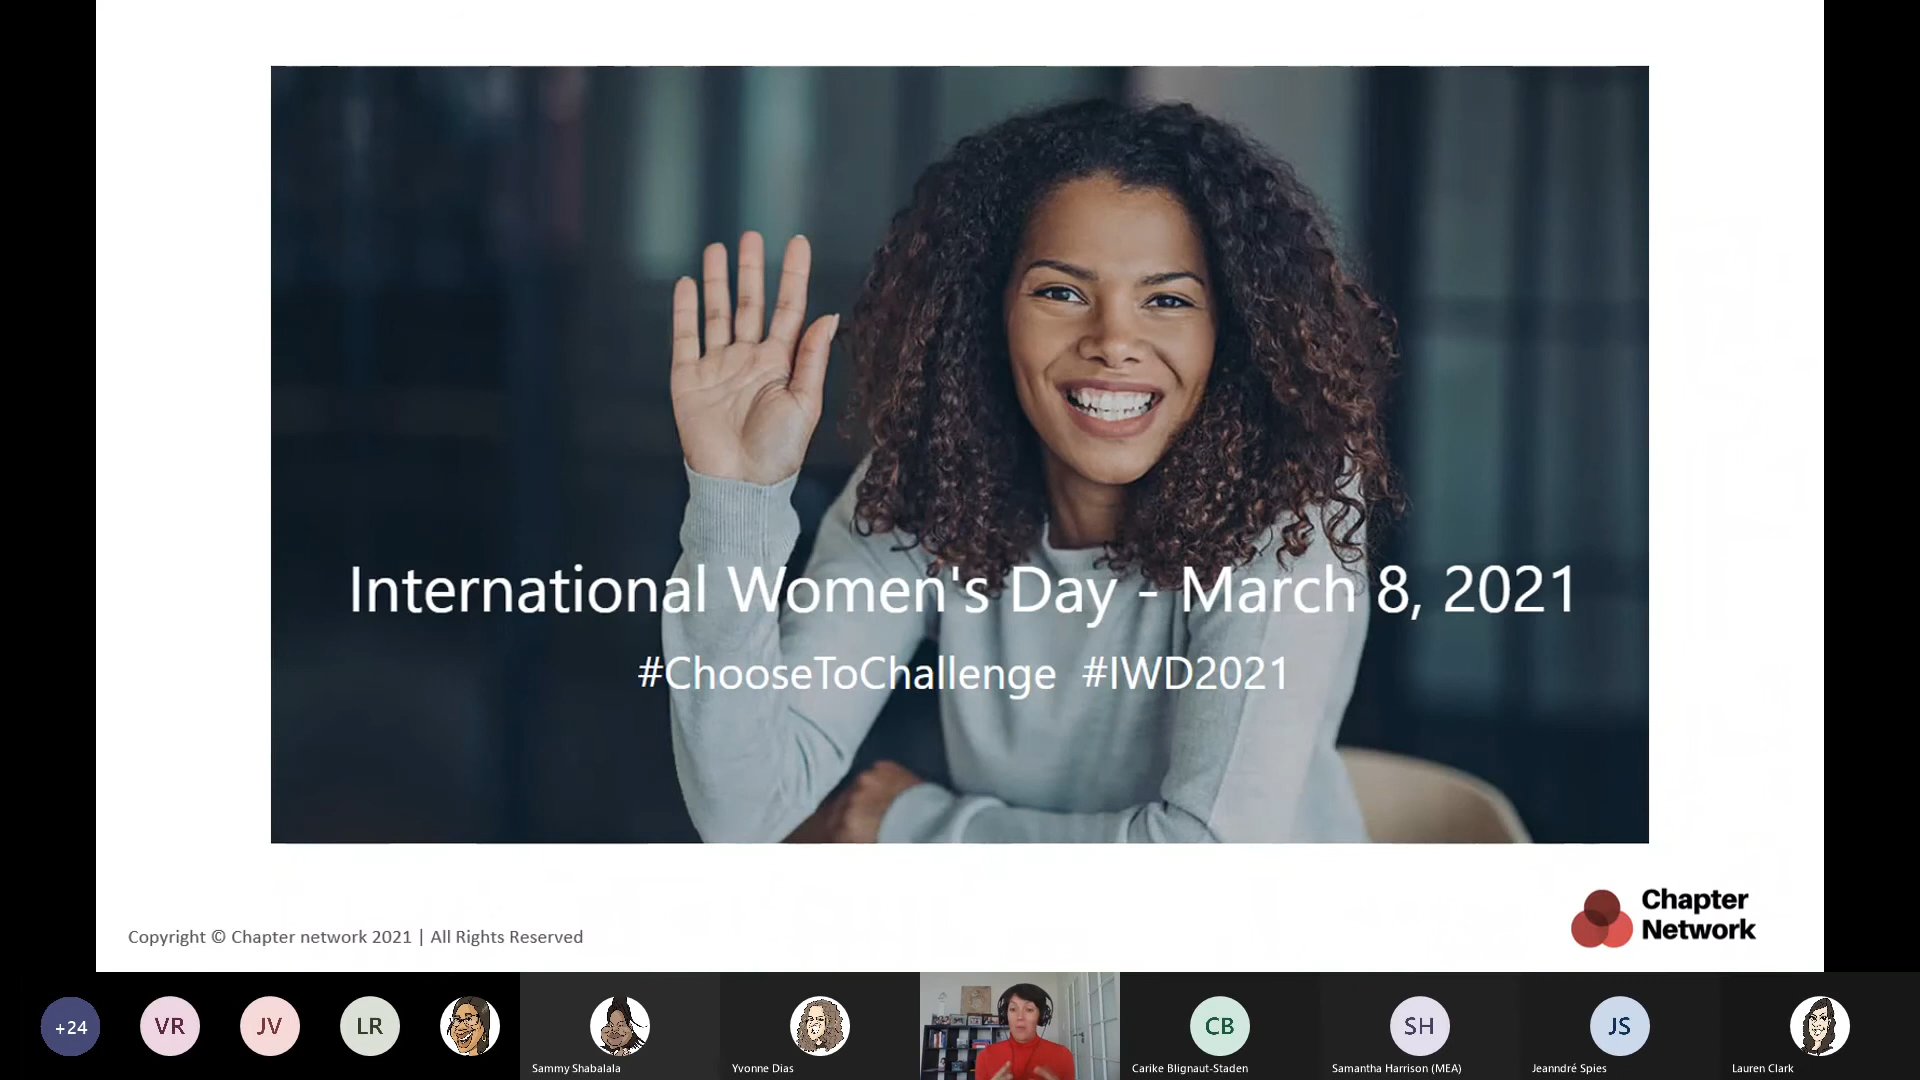 International Women's Day - March 8, 2021
#ChooseToChallenge #IWD2021
Chapter
Network
Copyright © Chapter network 2021 | All Rights Reserved
+24
VR
JV
LR
CB
SH
JS
Sammy Shabalala
Yvonne Dias
Carike Blignaut-Staden
Samantha Harrison (MEA)
Jeanndré Spies
Lauren Clark